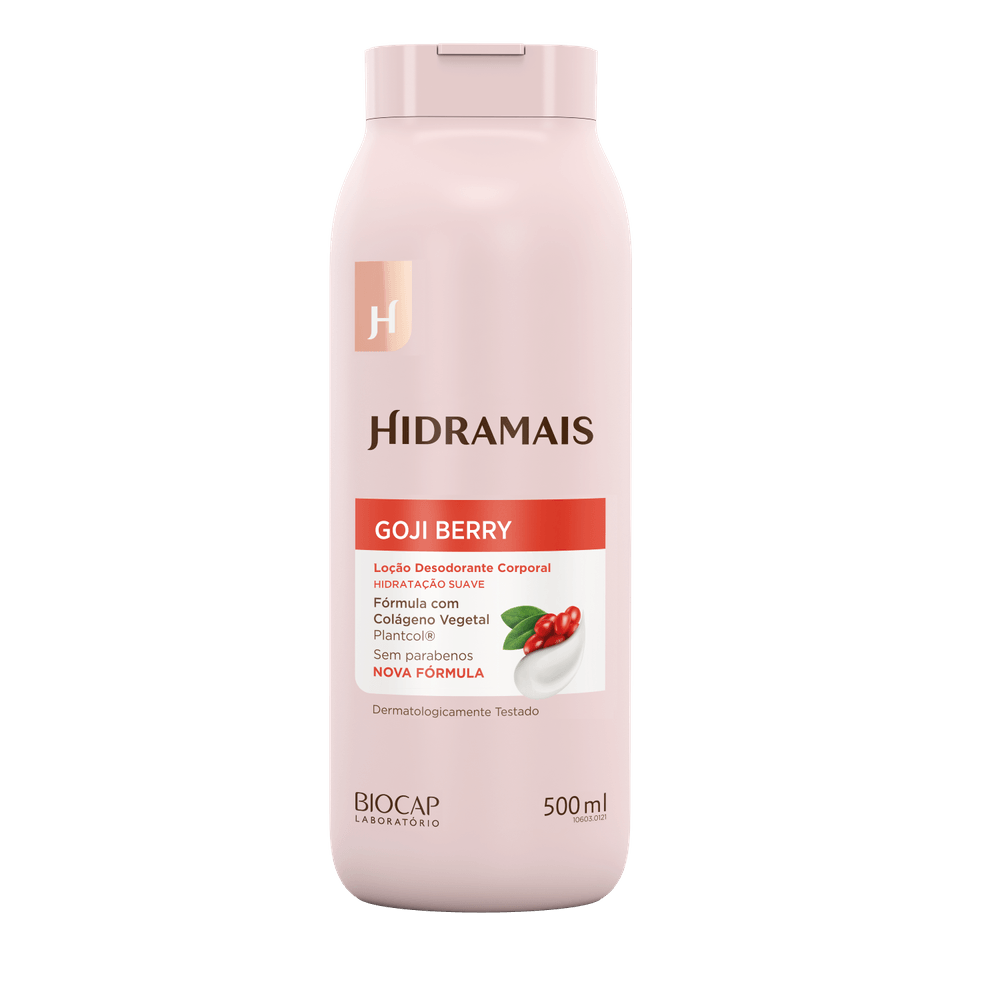 H
HIDRAMAIS
GOJI BERRY
Loção Desodorante Corporal
HIDRATAÇÃO SUAVE
Fórmula com
Colágeno Vegetal
Plantcol®
Sem parabenos
NOVA FÓRMULA
Dermatologicamente Testado
BIOCAP
LABORATÓRIO
500 ml
10603.0121